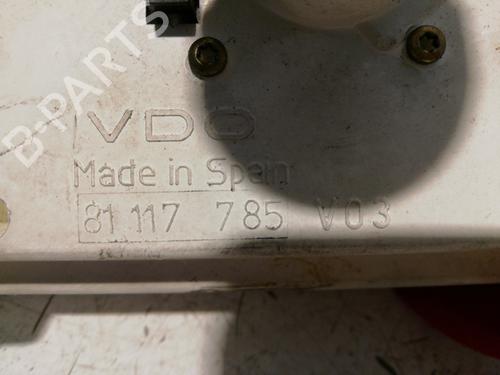 B-PARTS
VDO
Made in Spain
81 117 785 V03